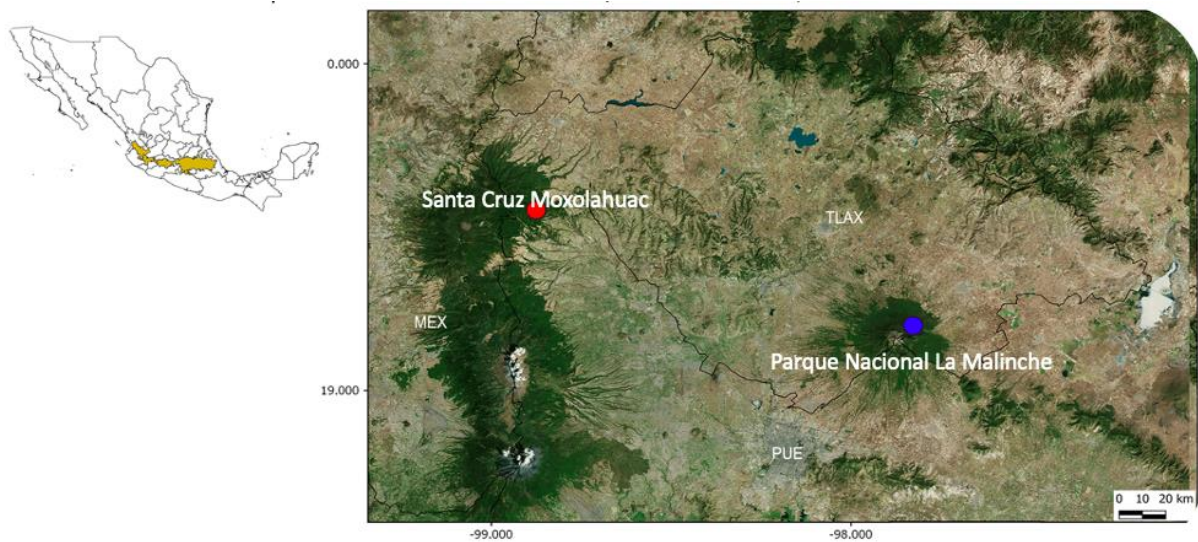 0.000
Santa Cruz Moxolahuac
TLAX
MEX
Parque Nacional La Malinche
19.000
PUE
0 10 20 km
-99.000
-98.000